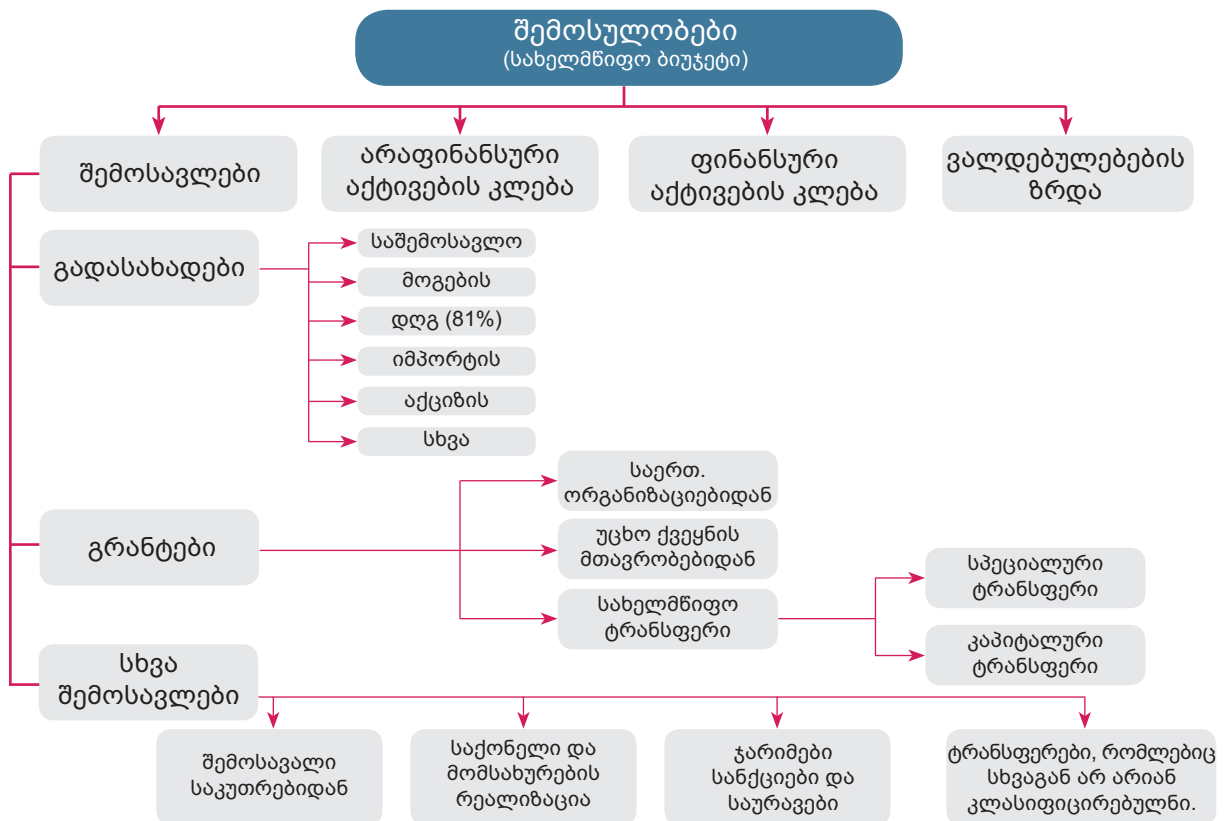 შემოსულობები
(სახელმწიფო ბიუჯეტი)
შემოსავლები
არაფინანსური
აქტივების კლება
ფინანსური
აქტივების კლება
ვალდებულებების
ზრდა
გადასახადები
საშემოსავლო
მოგების
დღგ (81%)
იმპორტის
აქციზის
სხვა
გრანტები
საერთ.
ორგანიზაციებიდან
უცხო ქვეყნის
მთავრობებიდან
სახელმწიფო
ტრანსფერი
სპეციალური
ტრანსფერი
კაპიტალური
ტრანსფერი
სხვა
შემოსავლები
შემოსავალი
საკუთრებიდან
საქონელი და
მომსახურების
რეალიზაცია
ჯარიმები
სანქციები და
საურავები
ტრანსფერები, რომლებიც
სხვაგან არ არიან
კლასიფიცირებულნი.